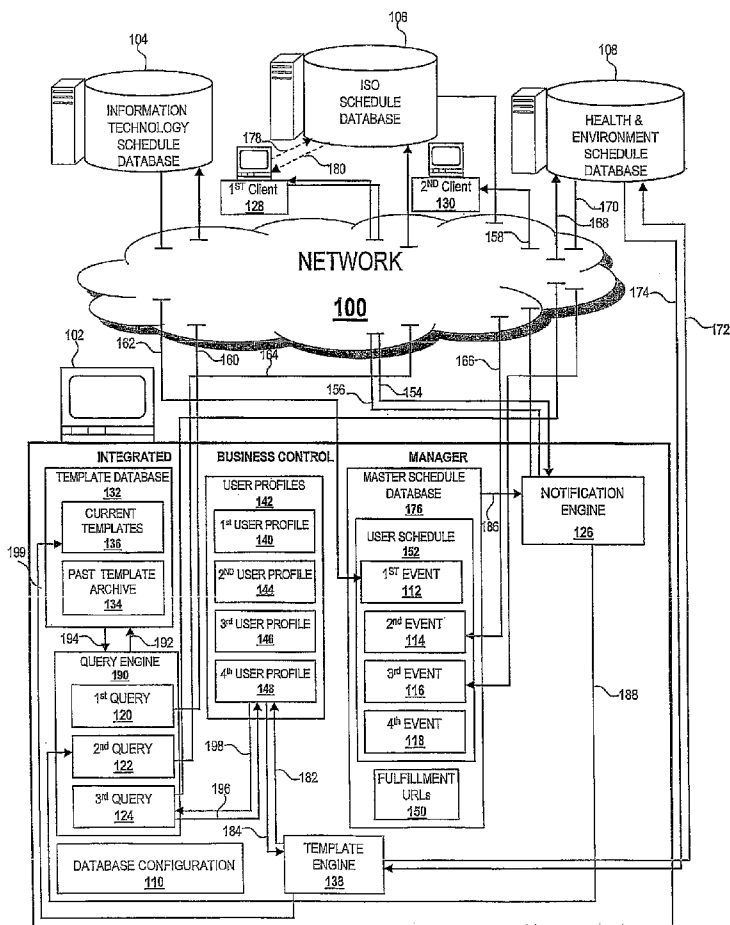 106
104
108
ISO
SCHEDULE
DATABASE
INFORMATION
TECHNOLOGY
SCHEDULE
DATABASE
HEALTH &
ENVIRONMENT
SCHEDULE
DATABASE
178
180
1ST Client
128
2ND Client
130
170
168
158
NETWORK
100
174
172
102
162
160
164
166
156
154
INTEGRATED
BUSINESS CONTROL
MANAGER
TEMPLATE DATABASE
132
CURRENT
TEMPLATES
136
PAST TEMPLATE
ARCHIVE
134
199
194
192
QUERY ENGINE
190
1st QUERY
120
2nd QUERY
122
3rd QUERY
124
DATABASE CONFIGURATION
110
USER PROFILES
142
1st USER PROFILE
140
2ND USER PROFILE
144
3rd USER PROFILE
146
4th USER PROFILE
148
198
196
182
184
MASTER SCHEDULE
DATABASE
176
186
USER SCHEDULE
152
1ST EVENT
112
2nd EVENT
114
3rd EVENT
116
4th EVENT
118
FULFILLMENT
URLs
150
NOTIFICATION
ENGINE
126
188
TEMPLATE
ENGINE
138